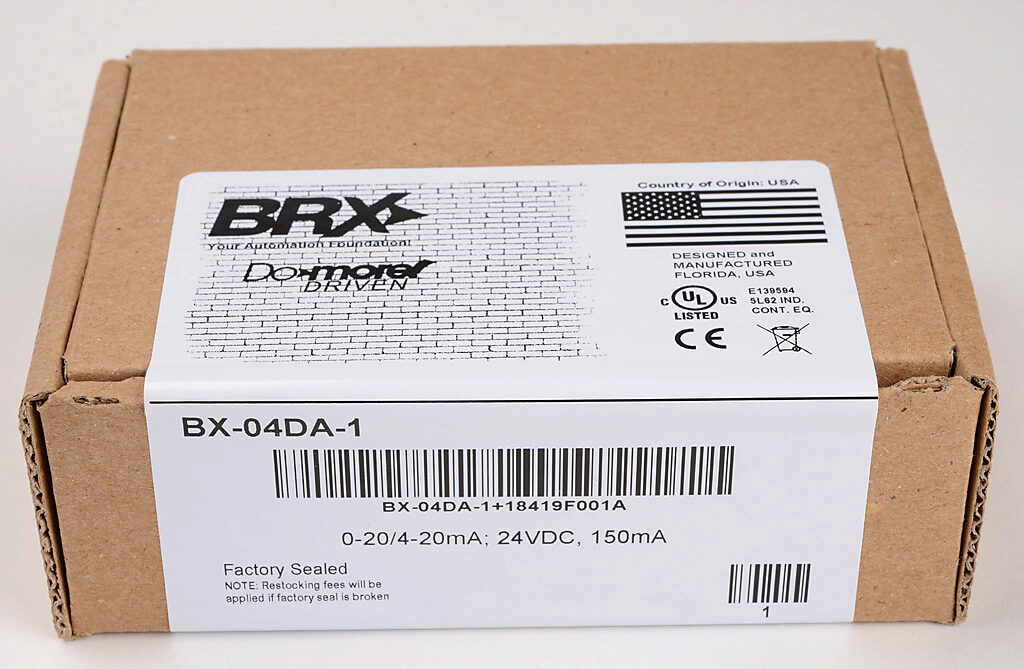 BRX
Your Automation Foundation!
Do-more!
DRIVEN
Country of Origin: USA
DESIGNED and
MANUFACTURED
FLORIDA, USA
C UL US
LISTED
E139594
5L62 IND.
CONT. EQ.
CE
BX-04DA-1
BX-04DA-1+18419F001A
0-20/4-20mA; 24VDC, 150mA
Factory Sealed
NOTE: Restocking fees will be
applied if factory seal is broken
1